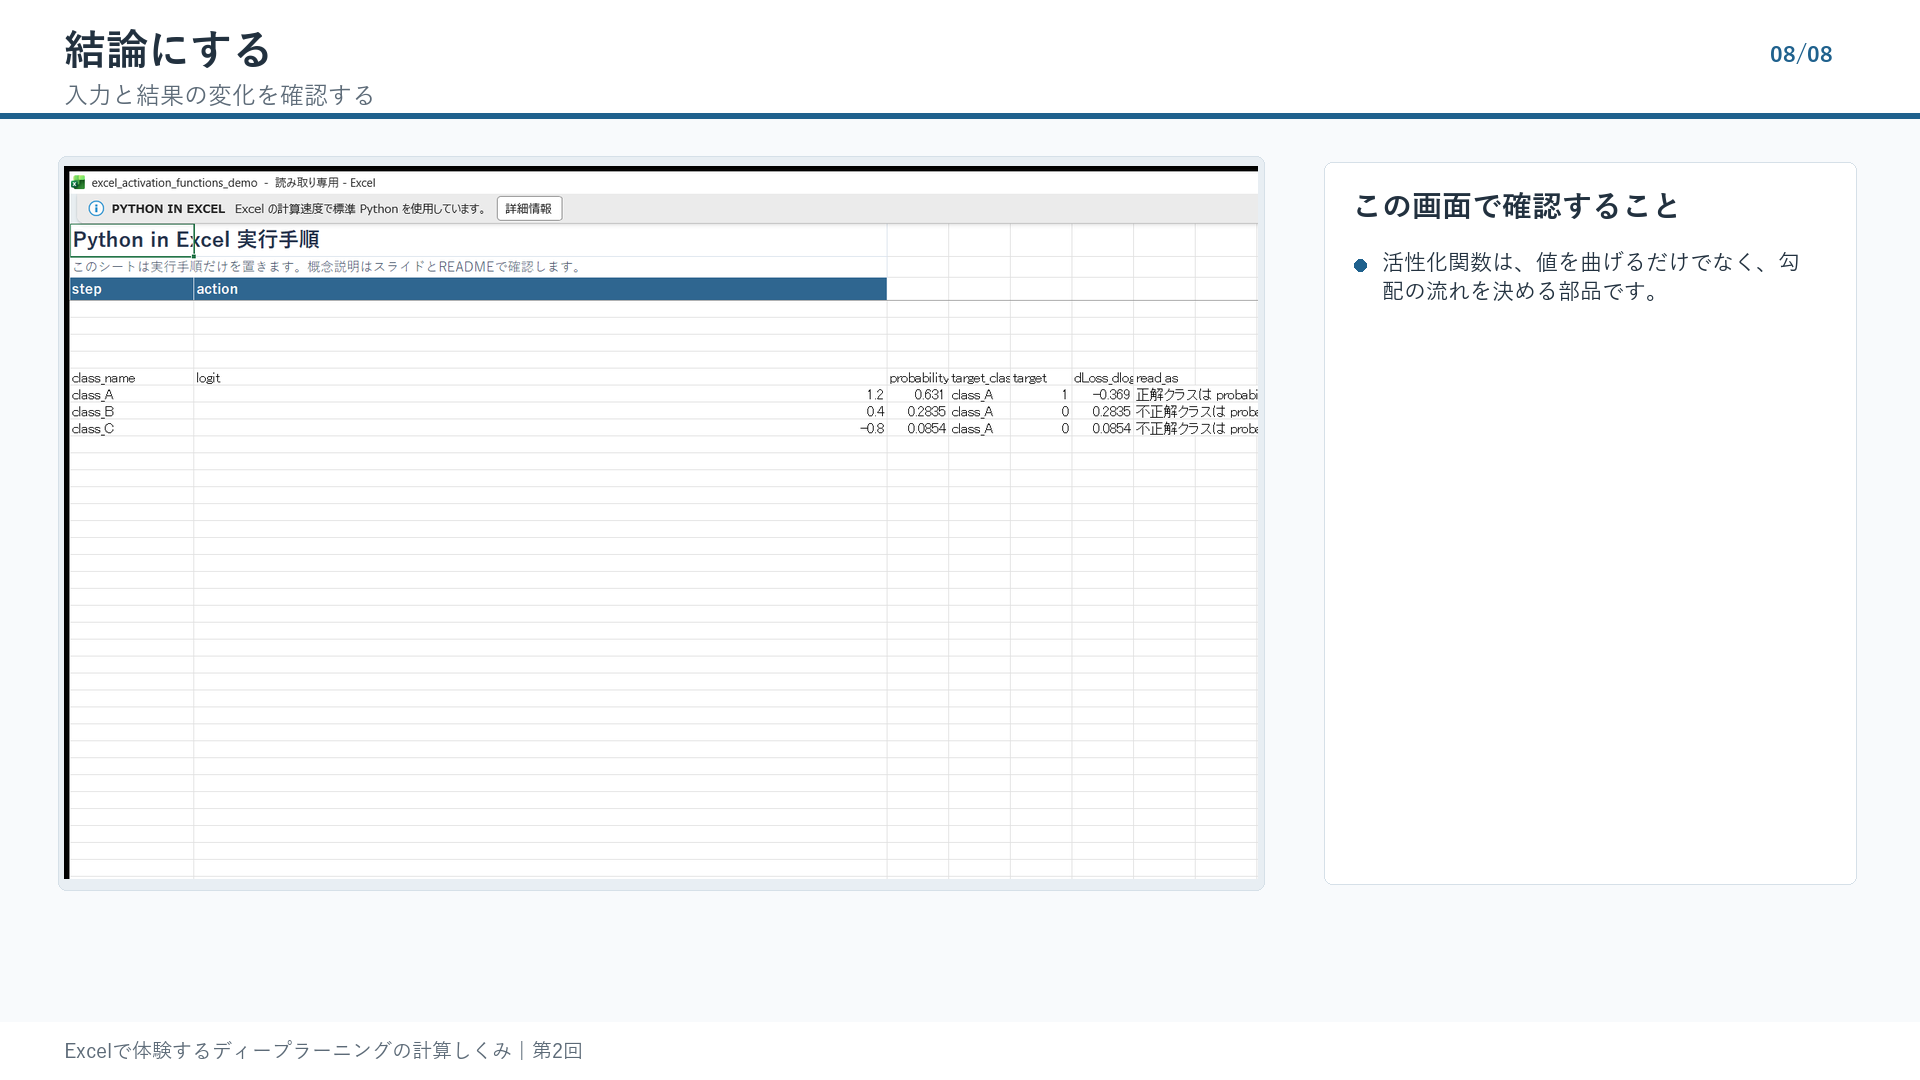 結論にする
08/08
入力と結果の変化を確認する
excel_activation_functions_demo - 読み取り専用 - Excel
PYTHON IN EXCEL Excel の計算速度で標準 Python を使用しています。 詳細情報
Python in Excel 実行手順
このシートは実行手順だけを置きます。概念説明はスライドとREADMEで確認します。
step action
class_name logit probability target_clas target dLoss_dlog read_as
class_A 1.2 0.631 class_A 1 −0.369 正解クラスは probabi
class_B 0.4 0.2835 class_A 0 0.2835 不正解クラスは proba
class_C −0.8 0.0854 class_A 0 0.0854 不正解クラスは proba
この画面で確認すること
活性化関数は、値を曲げるだけでなく、勾
配の流れを決める部品です。
Excelで体験するディープラーニングの計算しくみ｜第2回